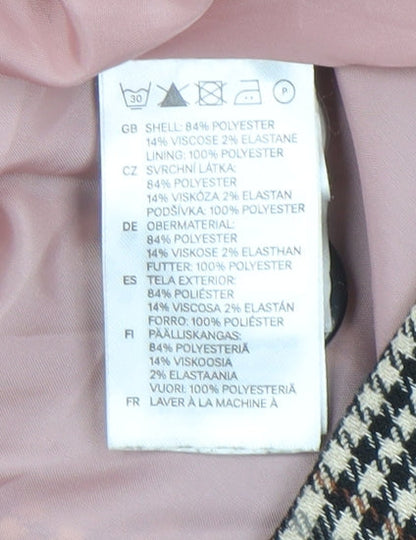 30 P
GB SHELL: 84% POLYESTER
14% VISCOSE 2% ELASTANE
LINING: 100% POLYESTER
CZ SVRCHNÍ LÁTKA:
84% POLYESTER
14% VISKÓZA 2% ELASTAN
PODŠÍVKA: 100% POLYESTER
DE OBERMATERIAL:
84% POLYESTER
14% VISKOSE 2% ELASTHAN
FUTTER: 100% POLYESTER
ES TELA EXTERIOR:
84% POLIÉSTER
14% VISCOSA 2% ELASTÁN
FORRO: 100% POLIÉSTER
FI PÄÄLLISKANGAS:
84% POLYESTERIÄ
14% VISKOOSIA
2% ELASTAANIA
VUORI: 100% POLYESTERIÄ
FR LAVER À LA MACHINE À